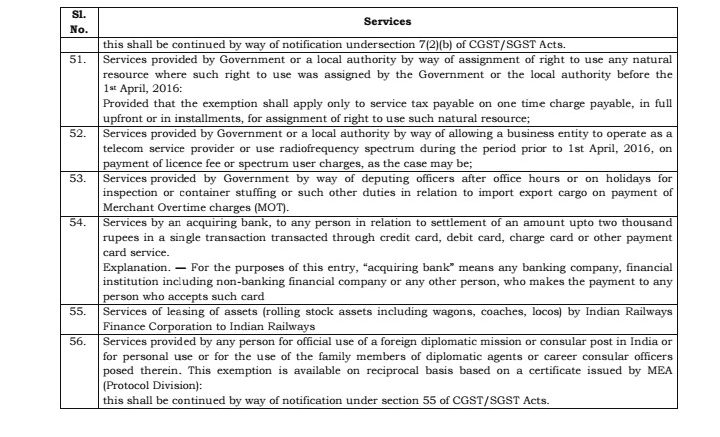 Sl.
No.
Services
this shall be continued by way of notification undersection 7(2)(b) of CGST/SGST Acts.
51.
Services provided by Government or a local authority by way of assignment of right to use any natural
resource where such right to use was assigned by the Government or the local authority before the
1st April, 2016:
Provided that the exemption shall apply only to service tax payable on one time charge payable, in full
upfront or in installments, for assignment of right to use such natural resource;
52.
Services provided by Government or a local authority by way of allowing a business entity to operate as a
telecom service provider or use radiofrequency spectrum during the period prior to 1st April, 2016, on
payment of licence fee or spectrum user charges, as the case may be;
53.
Services provided by Government by way of deputing officers after office hours or on holidays for
inspection or container stuffing or such other duties in relation to import export cargo on payment of
Merchant Overtime charges (MOT).
54.
Services by an acquiring bank, to any person in relation to settlement of an amount upto two thousand
rupees in a single transaction transacted through credit card, debit card, charge card or other payment
card service.
Explanation. — For the purposes of this entry, “acquiring bank” means any banking company, financial
institution including non-banking financial company or any other person, who makes the payment to any
person who accepts such card
55.
Services of leasing of assets (rolling stock assets including wagons, coaches, locos) by Indian Railways
Finance Corporation to Indian Railways
56.
Services provided by any person for official use of a foreign diplomatic mission or consular post in India or
for personal use or for the use of the family members of diplomatic agents or career consular officers
posed therein. This exemption is available on reciprocal basis based on a certificate issued by MEA
(Protocol Division):
this shall be continued by way of notification under section 55 of CGST/SGST Acts.